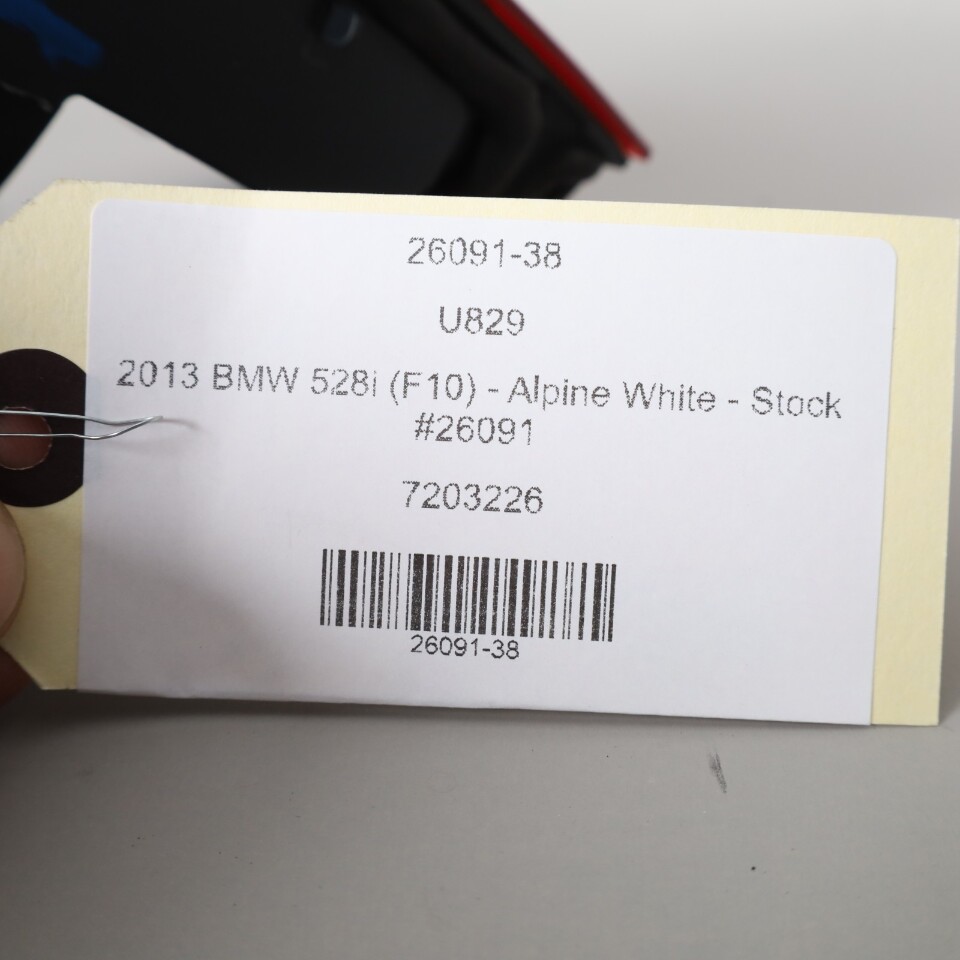 26091-38
U829
2013 BMW 528i (F10) - Alpine White - Stock
#26091
7203226
26091-38